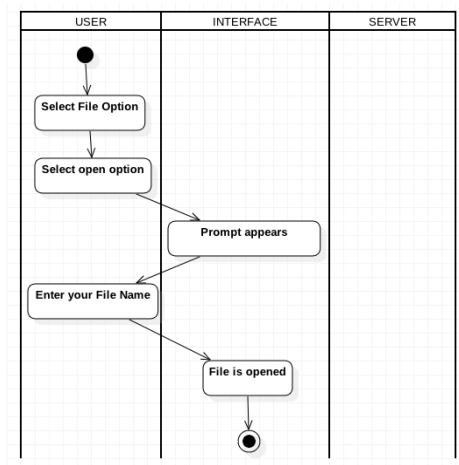 USER
INTERFACE
SERVER
Select File Option
Select open option
Prompt appears
Enter your File Name
File is opened